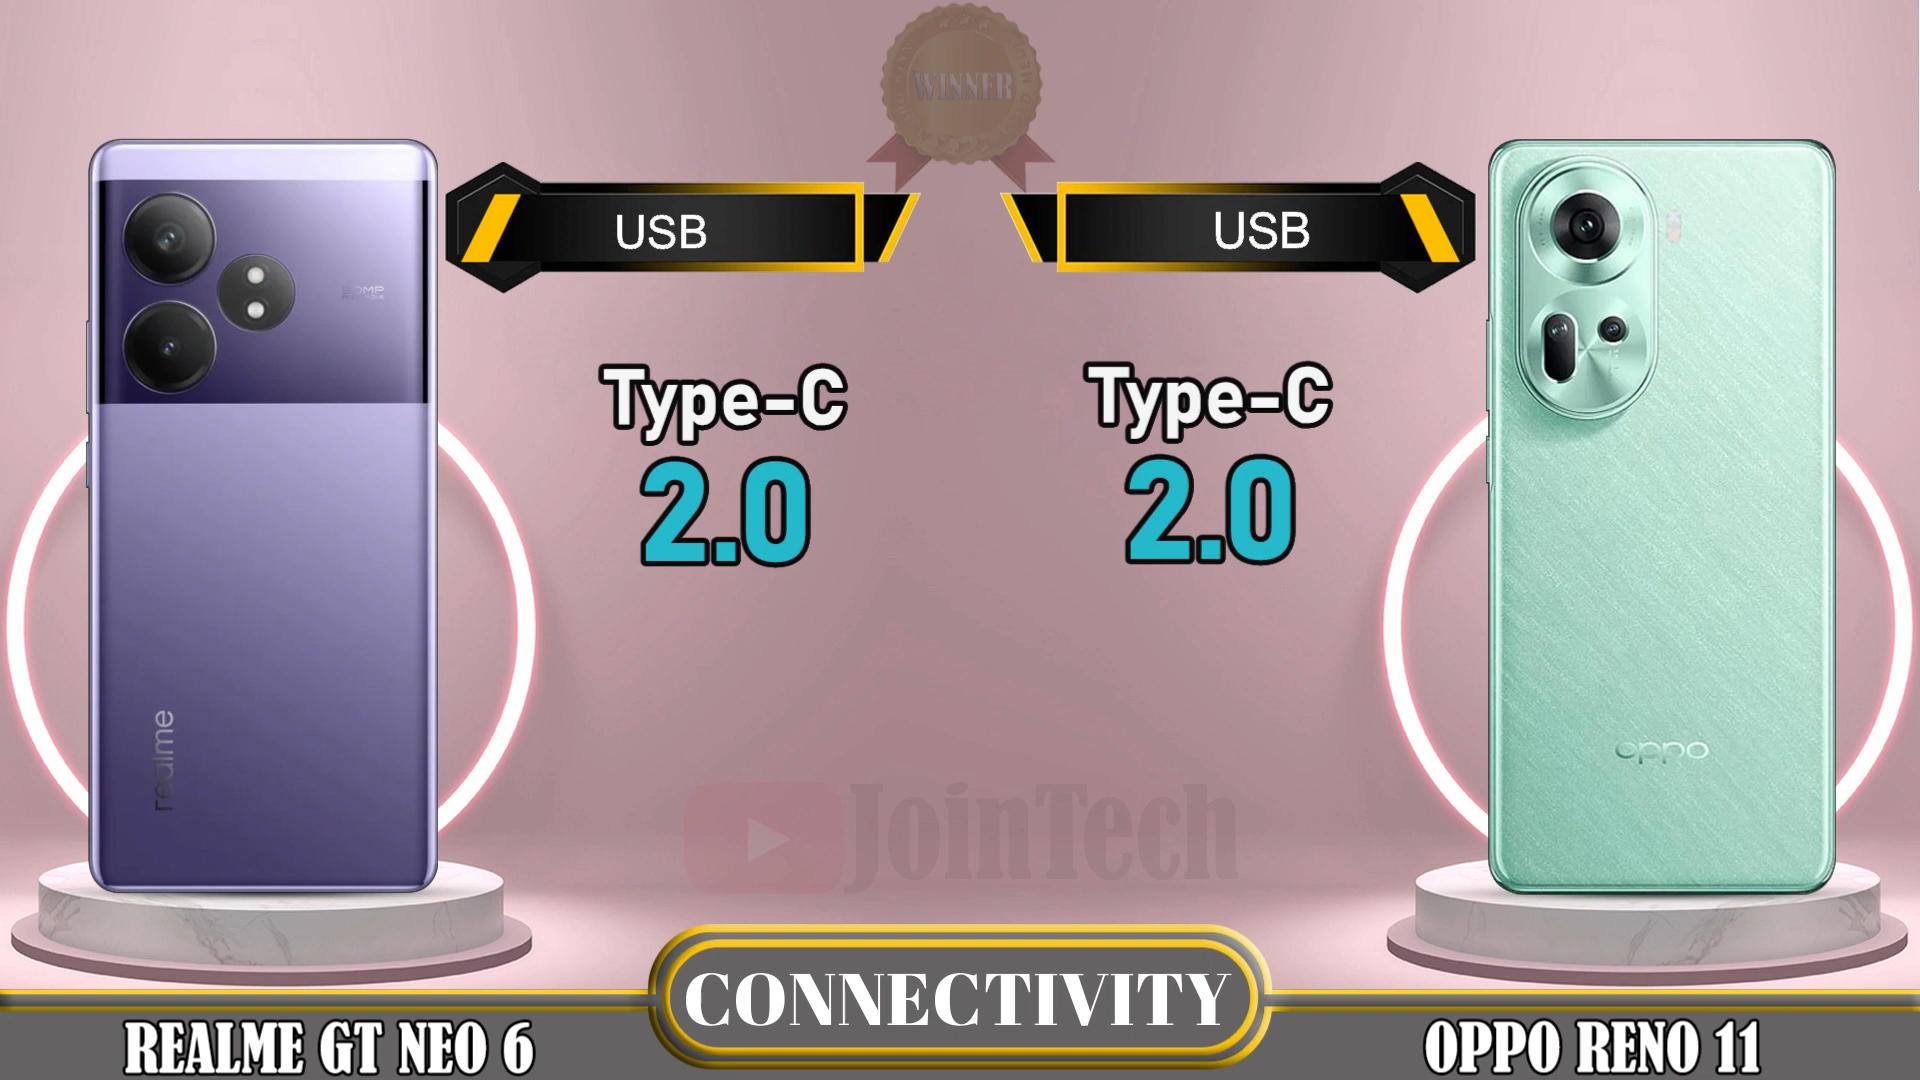 WINNER
USB
USB
Type-C
2.0
Type-C
2.0
realme
oppo
JoinTech
CONNECTIVITY
REALME GT NEO 6
OPPO RENO 11